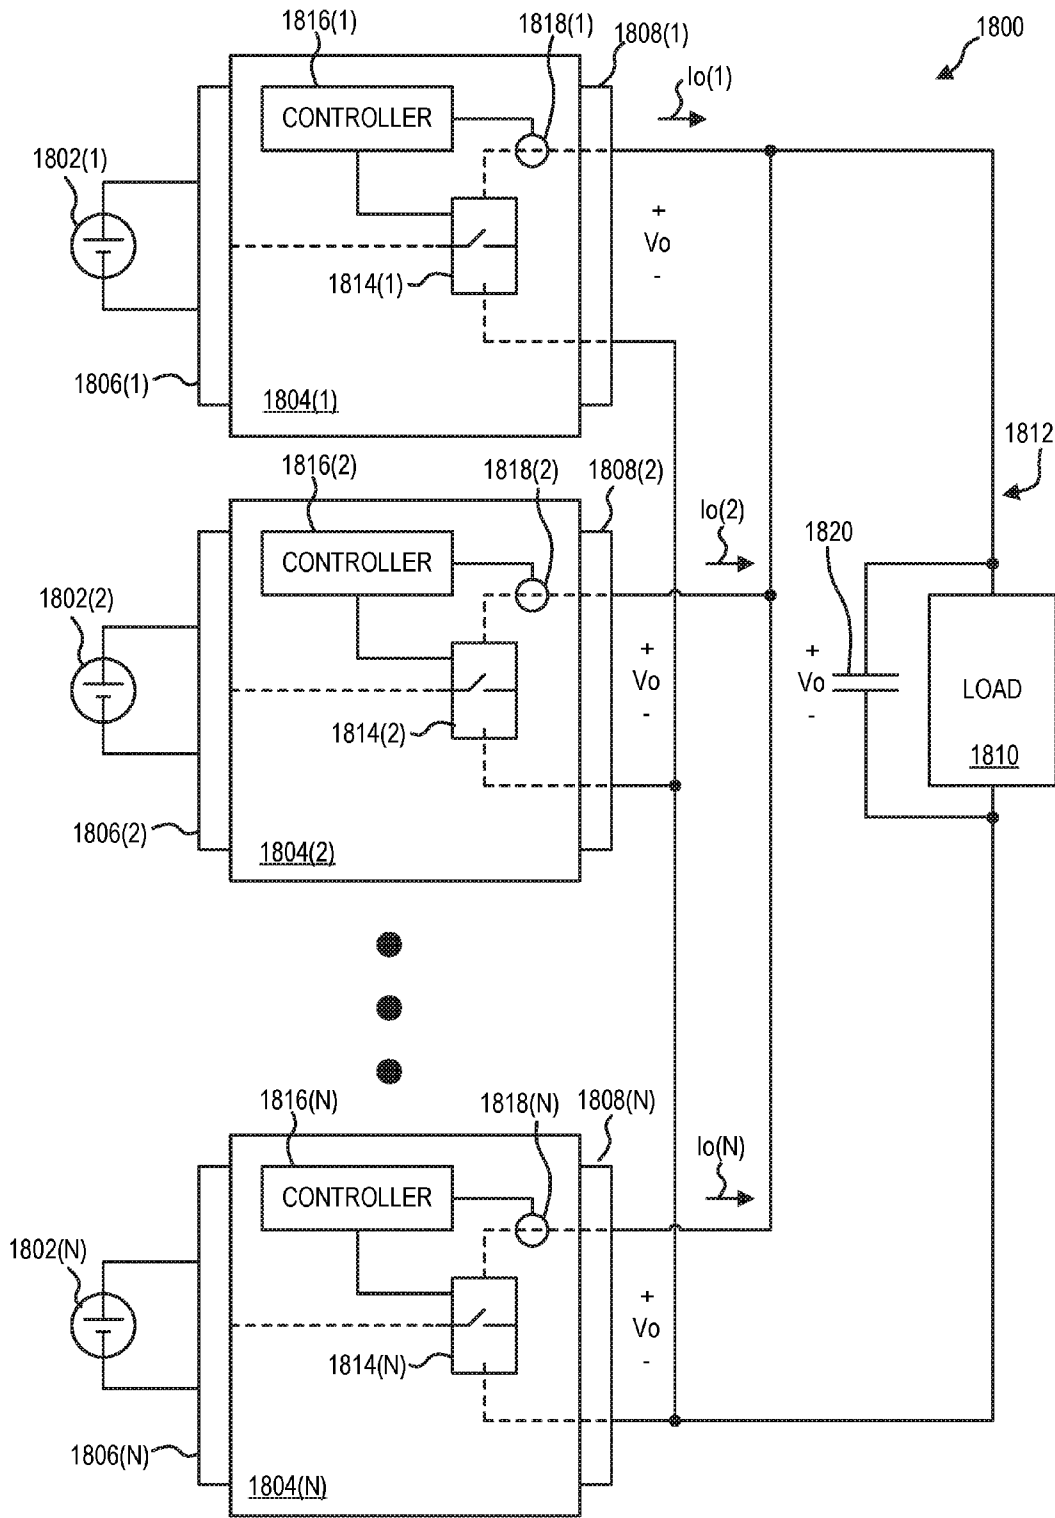 1816(1)
1818(1)
1808(1)
1800
Io(1)
CONTROLLER
1802(1)
+
Vo
-
1814(1)
1806(1)
1804(1)
1812
1816(2)
1818(2)
1808(2)
Io(2)
1820
CONTROLLER
1802(2)
+
Vo
-
+
Vo
-
LOAD
1810
1814(2)
1806(2)
1804(2)
1816(N)
1818(N)
1808(N)
Io(N)
CONTROLLER
1802(N)
+
Vo
-
1814(N)
1806(N)
1804(N)